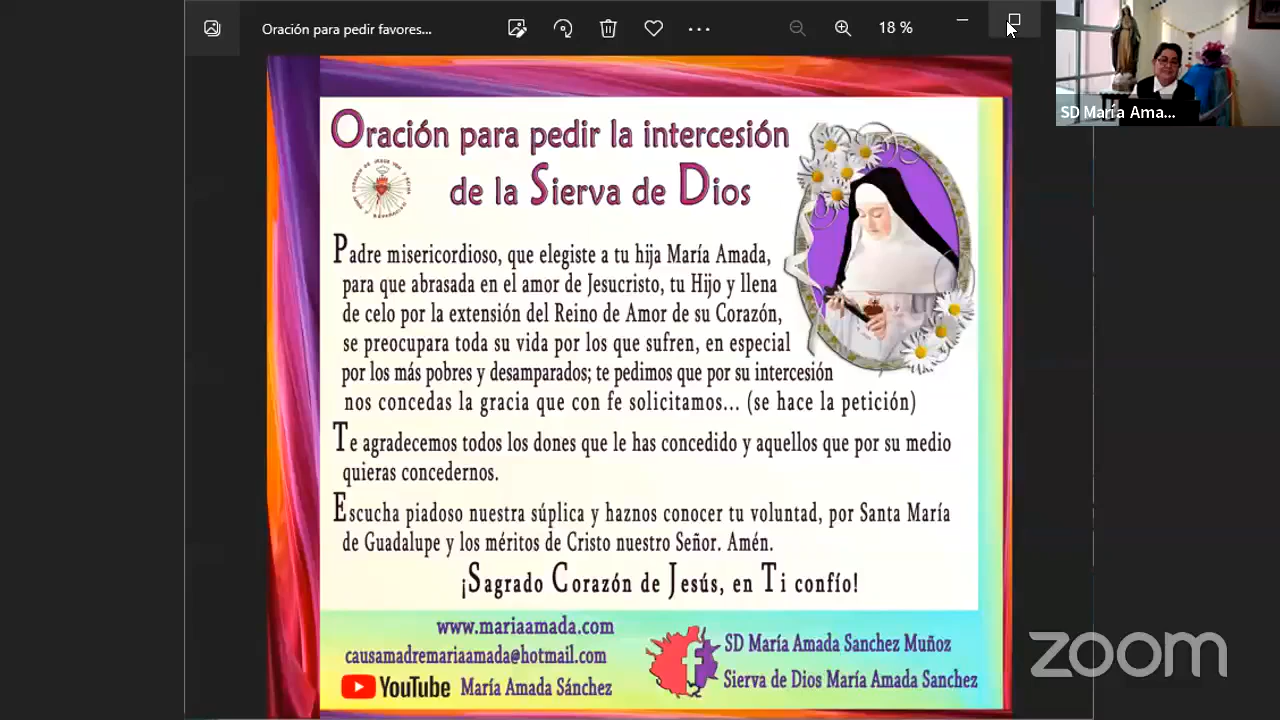 Oración para pedir favores...
18 %
SD María Ama...
Oración para pedir la intercesión
de la Sierva de Dios
Padre misericordioso, que elegiste a tu hija María Amada,
para que abrasada en el amor de Jesucristo, tu Hijo y llena
de celo por la extensión del Reino de Amor de su Corazón,
se preocupara toda su vida por los que sufren, en especial
por los más pobres y desamparados; te pedimos que por su intercesión
nos concedas la gracia que con fe solicitamos... (se hace la petición)
Te agradecemos todos los dones que le has concedido y aquellos que por su medio
quieras concedernos.
Escucha piadoso nuestra súplica y haznos conocer tu voluntad, por Santa María
de Guadalupe y los méritos de Cristo nuestro Señor. Amén.
¡Sagrado Corazón de Jesús, en Ti confío!
www.mariaamada.com
causamadremariaamada@hotmail.com
YouTube María Amada Sánchez
f SD María Amada Sanchez Muñoz
Sierva de Dios María Amada Sanchez
zoom